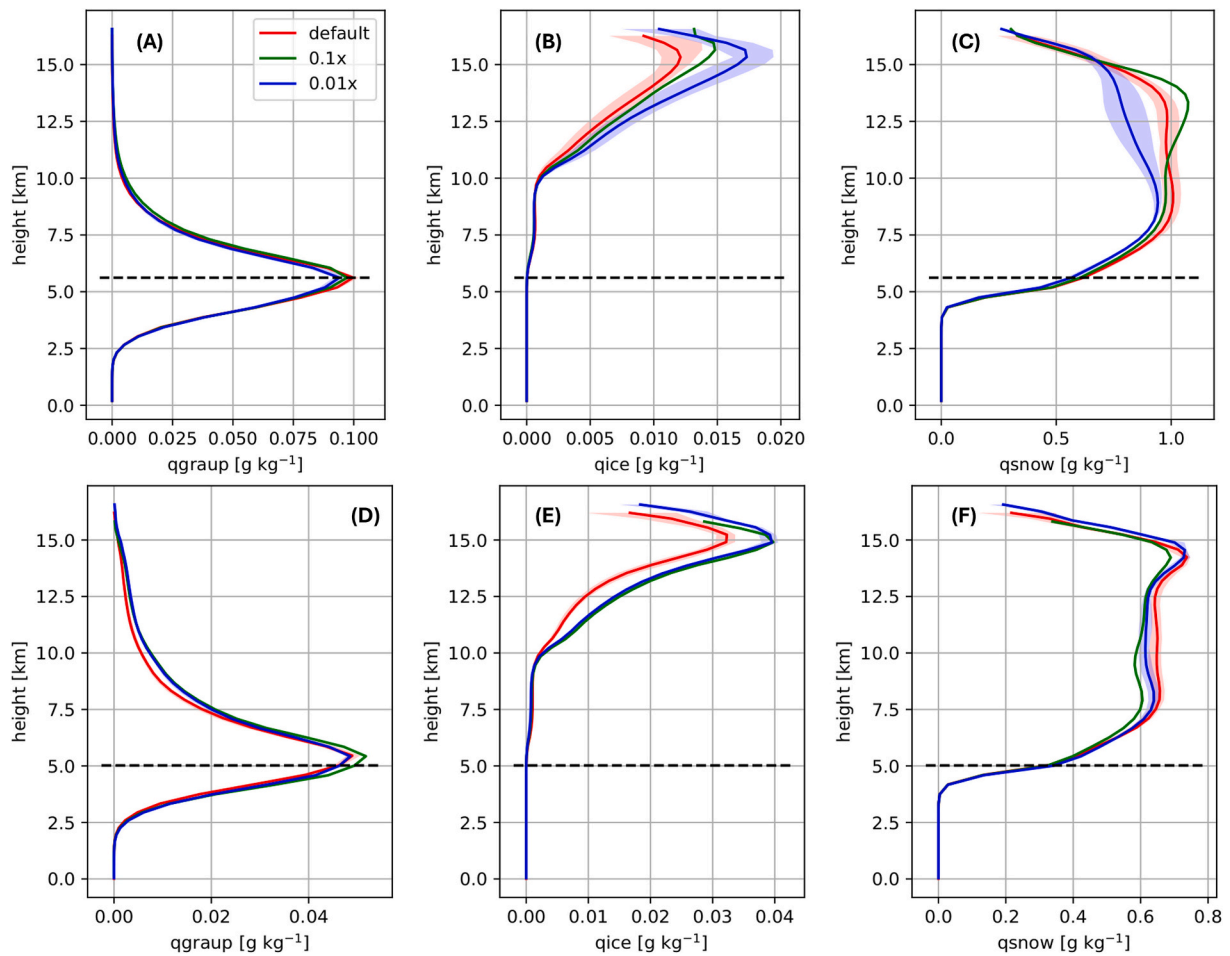 (A)
default
0.1x
0.01x
15.0
12.5
10.0
7.5
5.0
2.5
0.0
height [km]
0.000 0.025 0.050 0.075 0.100
qgraup [g kg⁻¹]
(B)
15.0
12.5
10.0
7.5
5.0
2.5
0.0
height [km]
0.000 0.005 0.010 0.015 0.020
qice [g kg⁻¹]
(C)
15.0
12.5
10.0
7.5
5.0
2.5
0.0
height [km]
0.0 0.5 1.0
qsnow [g kg⁻¹]
(D)
15.0
12.5
10.0
7.5
5.0
2.5
0.0
height [km]
0.00 0.02 0.04
qgraup [g kg⁻¹]
(E)
15.0
12.5
10.0
7.5
5.0
2.5
0.0
height [km]
0.00 0.01 0.02 0.03 0.04
qice [g kg⁻¹]
(F)
15.0
12.5
10.0
7.5
5.0
2.5
0.0
height [km]
0.0 0.2 0.4 0.6 0.8
qsnow [g kg⁻¹]